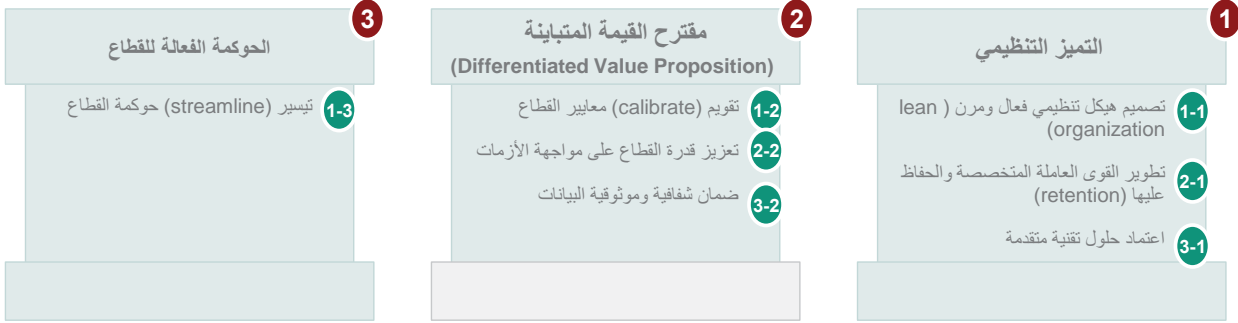 1
التميز التنظيمي
1-1 تصميم هيكل تنظيمي فعال ومرن ( lean
organization)
2-1 تطوير القوى العاملة المتخصصة والحفاظ
عليها (retention)
3-1 اعتماد حلول تقنية متقدمة
2
مقترح القيمة المتباينة
(Differentiated Value Proposition)
1-2 تقويم (calibrate) معايير القطاع
2-2 تعزيز قدرة القطاع على مواجهة الأزمات
3-2 ضمان شفافية وموثوقية البيانات
3
الحوكمة الفعالة للقطاع
1-3 تيسير (streamline) حوكمة القطاع